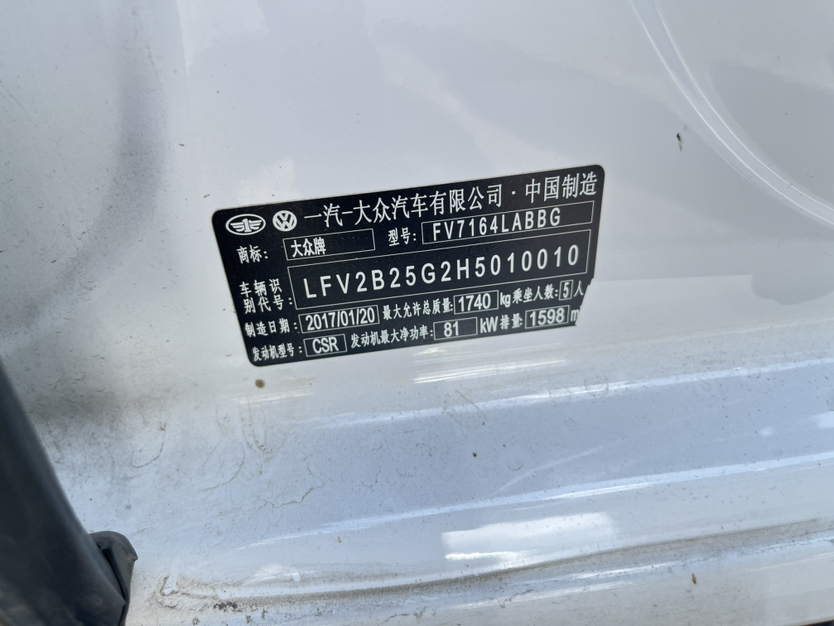 一汽-大众汽车有限公司·中国制造
商标: 大众牌 型号: FV7164LABBG
车辆识别代号: LFV2B25G2H5010010
制造日期: 2017/01/20 最大允许总质量: 1740 kg 乘坐人数: 5 人
发动机型号: CSR 发动机最大净功率: 81 kW 排量: 1598 m